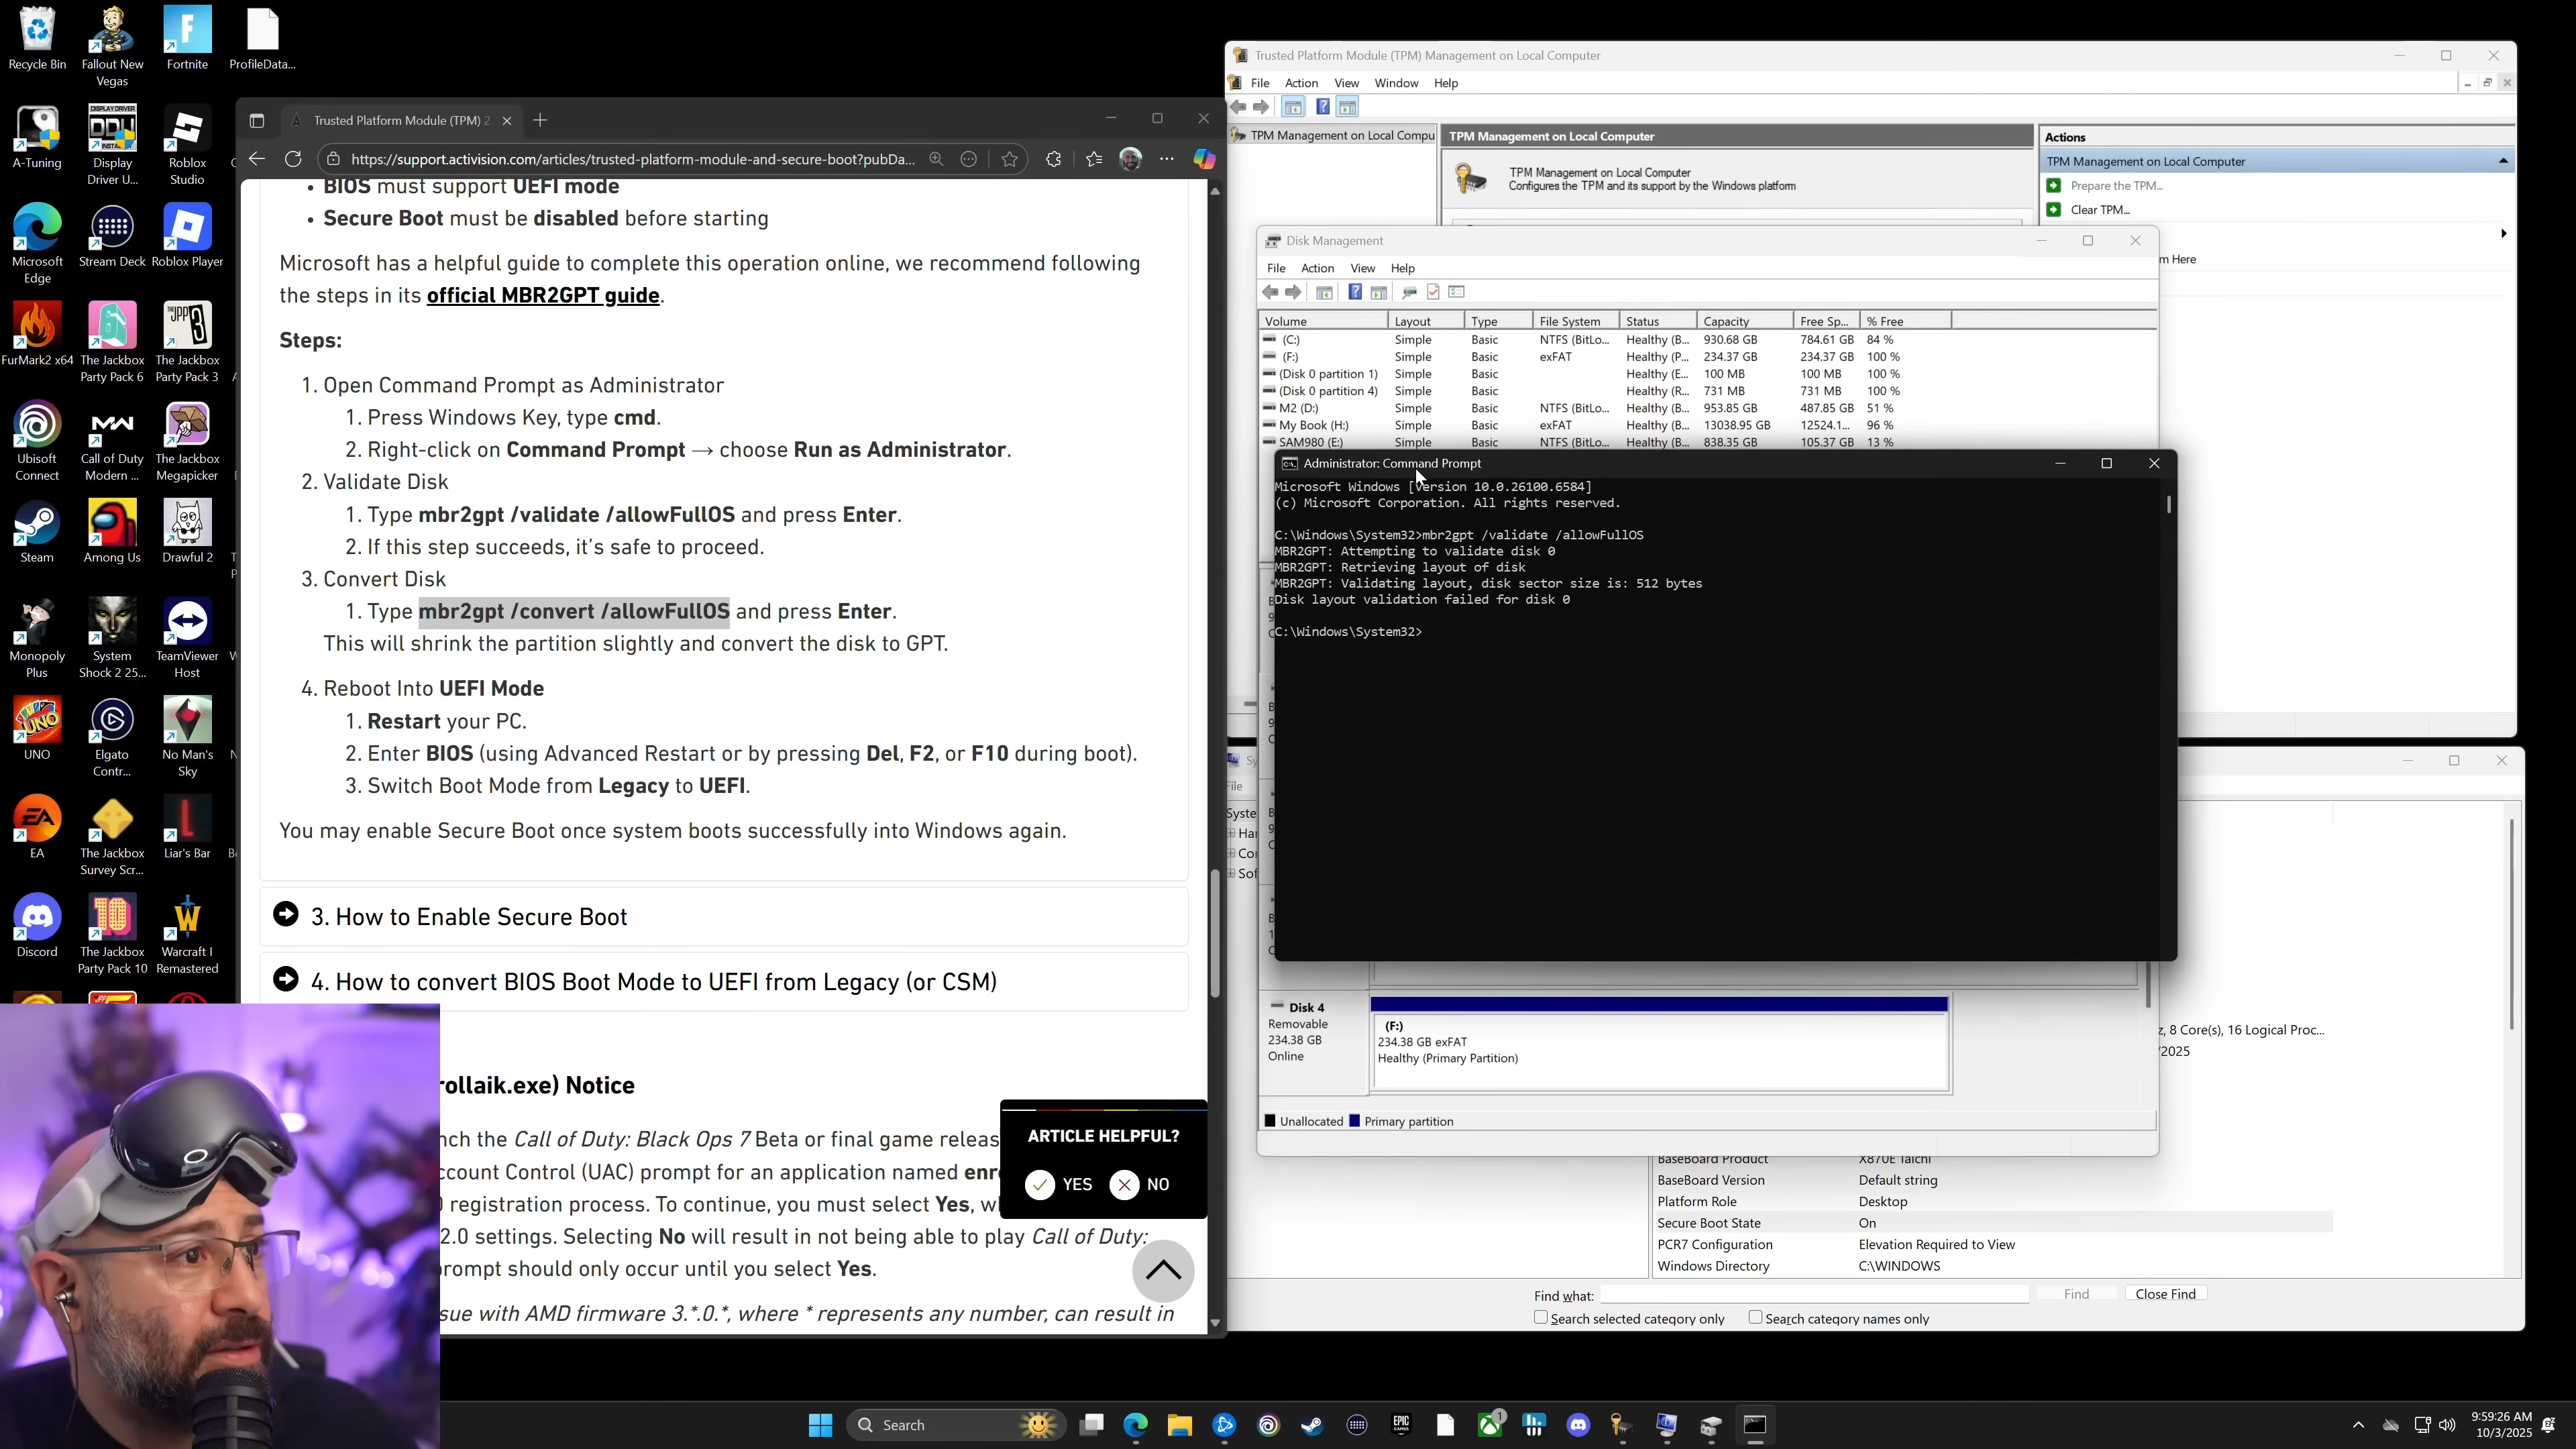 Recycle Bin
Fallout New
Vegas
Fortnite
ProfileData...
A-Tuning
Display
Driver U...
Roblox
Studio
Microsoft
Edge
Stream Deck
Roblox Player
FurMark2 x64
The Jackbox
Party Pack 6
The Jackbox
Party Pack 3
Ubisoft
Connect
Call of Duty
Modern ...
The Jackbox
Megapicker
Steam
Among Us
Drawful 2
Monopoly
Plus
System
Shock 2 25...
TeamViewer
Host
UNO
Elgato
Contr...
No Man's
Sky
EA
The Jackbox
Survey Scr...
Liar's Bar
Discord
The Jackbox
Party Pack 10
Warcraft I
Remastered
Trusted Platform Module (TPM) 2.
https://support.activision.com/articles/trusted-platform-module-and-secure-boot?pubDa...
• BIOS must support UEFI mode
• Secure Boot must be disabled before starting
Microsoft has a helpful guide to complete this operation online, we recommend following
the steps in its official MBR2GPT guide.
Steps:
1. Open Command Prompt as Administrator
1. Press Windows Key, type cmd.
2. Right-click on Command Prompt → choose Run as Administrator.
2. Validate Disk
1. Type mbr2gpt /validate /allowFullOS and press Enter.
2. If this step succeeds, it's safe to proceed.
3. Convert Disk
1. Type mbr2gpt /convert /allowFullOS and press Enter.
This will shrink the partition slightly and convert the disk to GPT.
4. Reboot Into UEFI Mode
1. Restart your PC.
2. Enter BIOS (using Advanced Restart or by pressing Del, F2, or F10 during boot).
3. Switch Boot Mode from Legacy to UEFI.
You may enable Secure Boot once system boots successfully into Windows again.
3. How to Enable Secure Boot
4. How to convert BIOS Boot Mode to UEFI from Legacy (or CSM)
rollaik.exe) Notice
nch the Call of Duty: Black Ops 7 Beta or final game releas
ccount Control (UAC) prompt for an application named enr
registration process. To continue, you must select Yes, w
2.0 settings. Selecting No will result in not being able to play Call of Duty:
rompt should only occur until you select Yes.
sue with AMD firmware 3.*.0.*, where * represents any number, can result in
ARTICLE HELPFUL?
YES NO
Trusted Platform Module (TPM) Management on Local Computer
File Action View Window Help
TPM Management on Local Compu
TPM Management on Local Computer
TPM Management on Local Computer
Configures the TPM and its support by the Windows platform
Actions
TPM Management on Local Computer
Prepare the TPM...
Clear TPM...
m Here
Disk Management
File Action View Help
Volume Layout Type File System Status Capacity Free Sp... % Free
(C:) Simple Basic NTFS (BitLo... Healthy (B... 930.68 GB 784.61 GB 84 %
(F:) Simple Basic exFAT Healthy (P... 234.37 GB 234.37 GB 100 %
(Disk 0 partition 1) Simple Basic Healthy (E... 100 MB 100 MB 100 %
(Disk 0 partition 4) Simple Basic Healthy (R... 731 MB 731 MB 100 %
M2 (D:) Simple Basic NTFS (BitLo... Healthy (B... 953.85 GB 487.85 GB 51 %
My Book (H:) Simple Basic exFAT Healthy (B... 13038.95 GB 12524.1... 96 %
SAM980 (E:) Simple Basic NTFS (BitLo... Healthy (B... 838.35 GB 105.37 GB 13 %
Administrator: Command Prompt
Microsoft Windows [Version 10.0.26100.6584]
(c) Microsoft Corporation. All rights reserved.
C:\Windows\System32>mbr2gpt /validate /allowFullOS
MBR2GPT: Attempting to validate disk 0
MBR2GPT: Retrieving layout of disk
MBR2GPT: Validating layout, disk sector size is: 512 bytes
Disk layout validation failed for disk 0
C:\Windows\System32>
Disk 4
Removable
234.38 GB
Online
(F:)
234.38 GB exFAT
Healthy (Primary Partition)
Unallocated Primary partition
File
Syste
Har
Cor
Sof
z, 8 Core(s), 16 Logical Proc...
/2025
BaseBoard Product X870E Taichi
BaseBoard Version Default string
Platform Role Desktop
Secure Boot State On
PCR7 Configuration Elevation Required to View
Windows Directory C:\WINDOWS
Find what: Find Close Find
Search selected category only Search category names only
Search
9:59:26 AM
10/3/2025